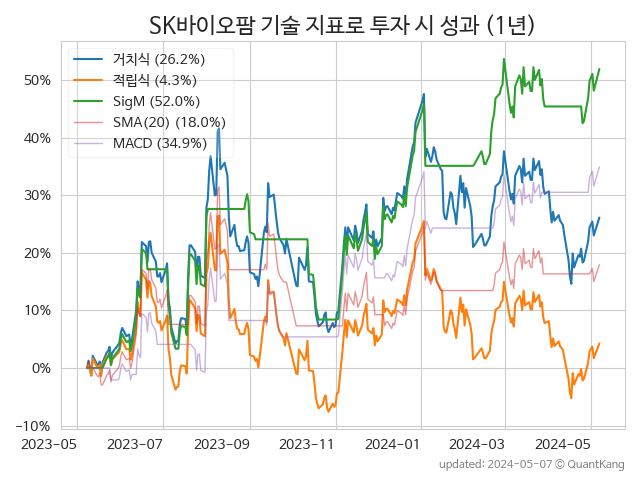 SK바이오팜 기술 지표로 투자 시 성과 (1년)
거치식 (26.2%)
적립식 (4.3%)
SigM (52.0%)
SMA(20) (18.0%)
MACD (34.9%)
50%
40%
30%
20%
10%
0%
−10%
2023-05 2023-07 2023-09 2023-11 2024-01 2024-03 2024-05
updated: 2024-05-07 ⓒ QuantKang